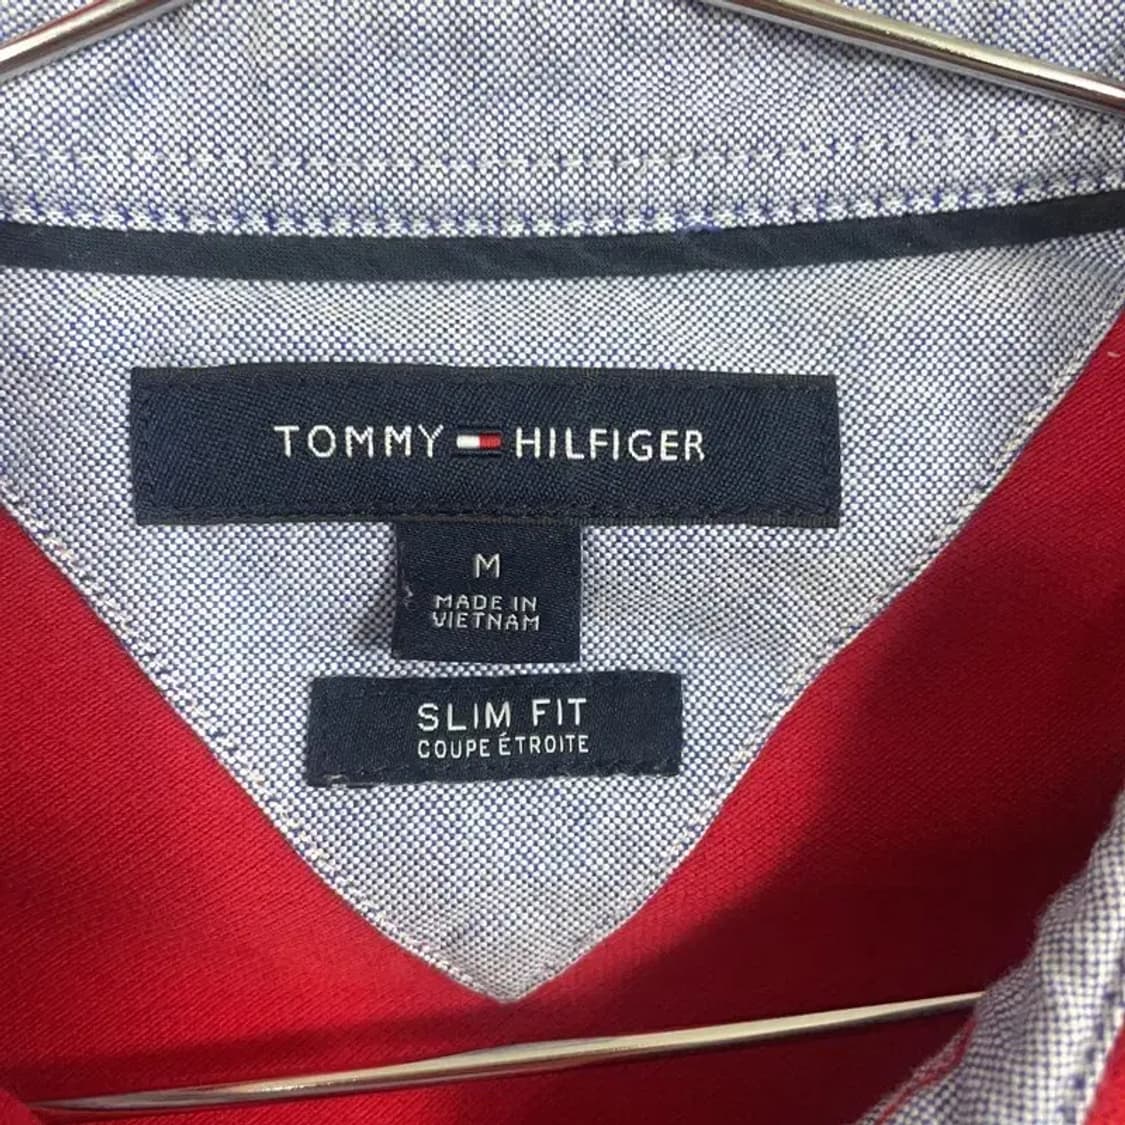 TOMMY HILFIGER
M
MADE IN
VIETNAM
SLIM FIT
COUPE ÉTROITE